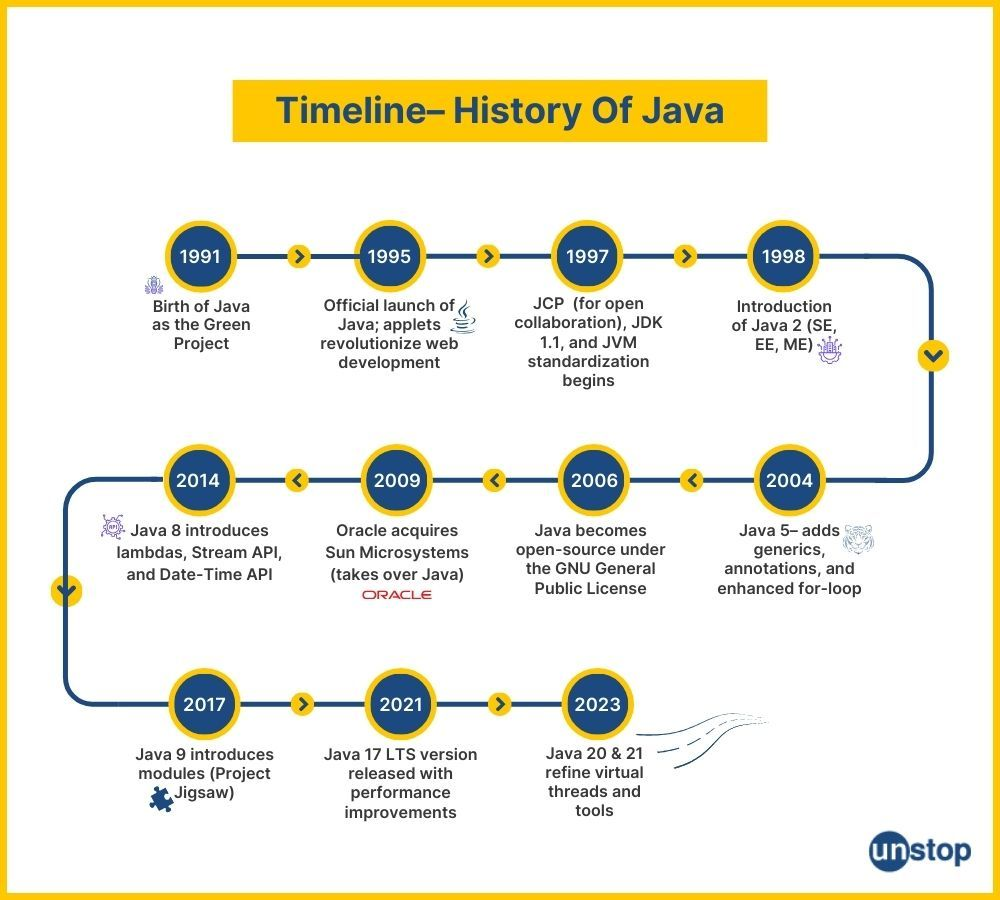 Timeline– History Of Java
1991
Birth of Java
as the Green
Project
1995
Official launch of
Java; applets
revolutionize web
development
1997
JCP (for open
collaboration), JDK
1.1, and JVM
standardization
begins
1998
Introduction
of Java 2 (SE,
EE, ME)
2004
Java 5– adds
generics,
annotations, and
enhanced for-loop
2006
Java becomes
open-source under
the GNU General
Public License
2009
Oracle acquires
Sun Microsystems
(takes over Java)
ORACLE
2014
API
Java 8 introduces
lambdas, Stream API,
and Date-Time API
2017
Java 9 introduces
modules (Project
Jigsaw)
2021
Java 17 LTS version
released with
performance
improvements
2023
Java 20 & 21
refine virtual
threads and
tools
unstop